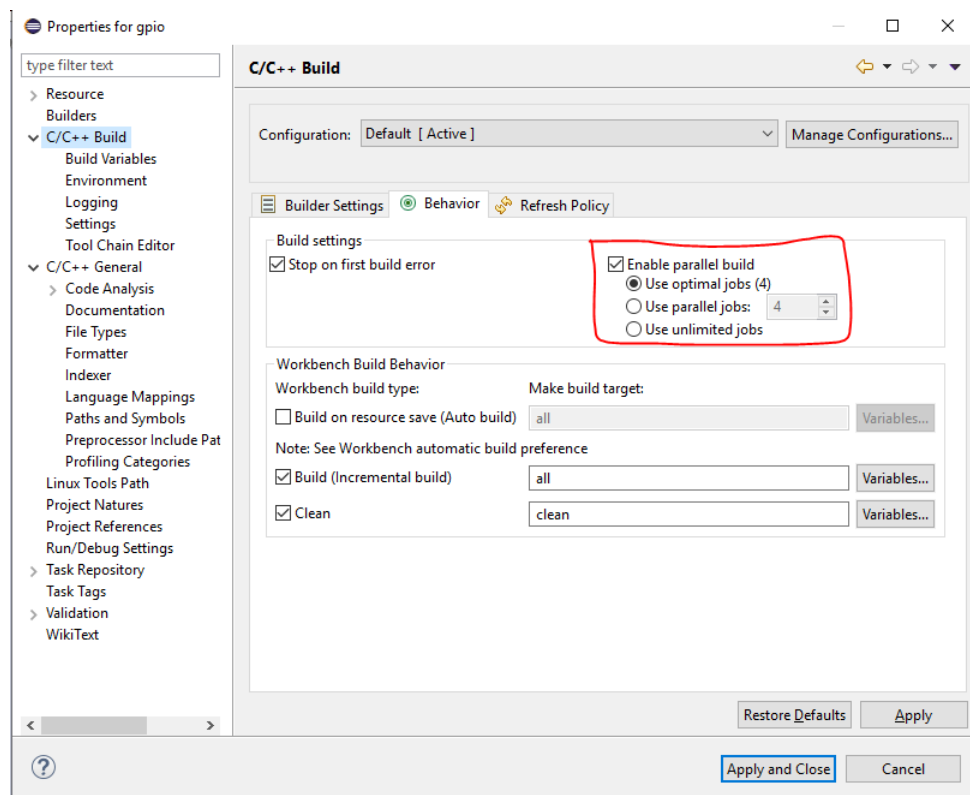 Properties for gpio
type filter text
Resource
Builders
C/C++ Build
Build Variables
Environment
Logging
Settings
Tool Chain Editor
C/C++ General
Code Analysis
Documentation
File Types
Formatter
Indexer
Language Mappings
Paths and Symbols
Preprocessor Include Pat
Profiling Categories
Linux Tools Path
Project Natures
Project References
Run/Debug Settings
Task Repository
Task Tags
Validation
WikiText
C/C++ Build
Configuration: Default [ Active ] Manage Configurations...
Builder Settings Behavior Refresh Policy
Build settings
Stop on first build error
Enable parallel build
Use optimal jobs (4)
Use parallel jobs: 4
Use unlimited jobs
Workbench Build Behavior
Workbench build type: Make build target:
Build on resource save (Auto build) all Variables...
Note: See Workbench automatic build preference
Build (Incremental build) all Variables...
Clean clean Variables...
Restore Defaults Apply
? Apply and Close Cancel